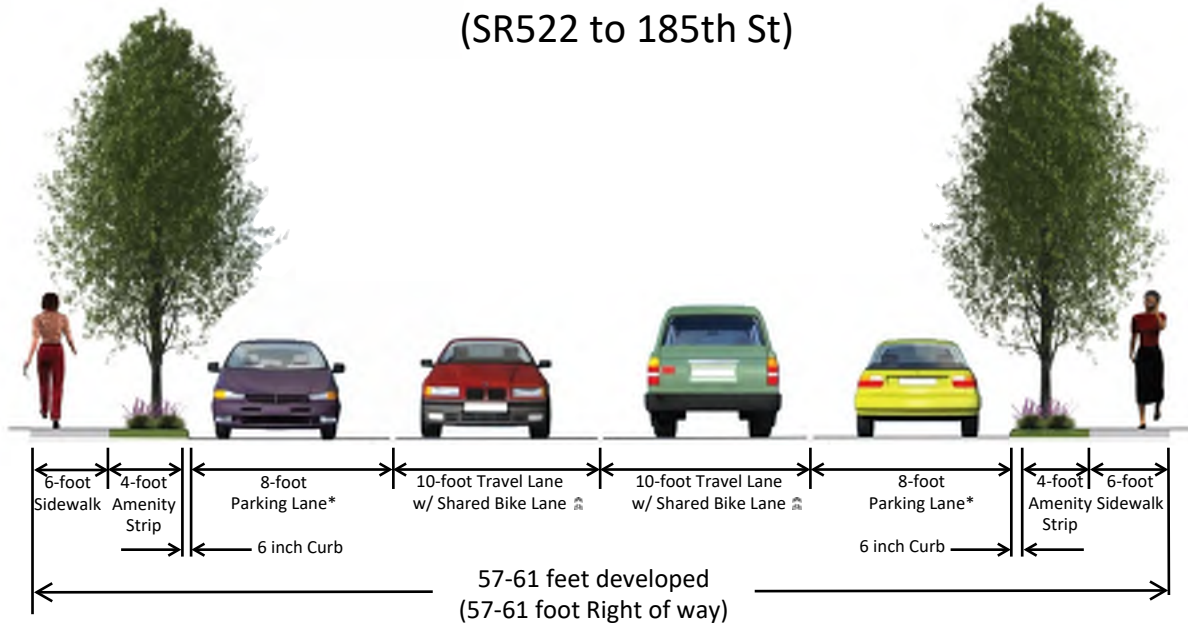 (SR522 to 185th St)
6-foot
Sidewalk
4-foot
Amenity
Strip
8-foot
Parking Lane*
10-foot Travel Lane
w/ Shared Bike Lane
10-foot Travel Lane
w/ Shared Bike Lane
8-foot
Parking Lane*
4-foot
Amenity
Strip
6-foot
Sidewalk
6 inch Curb
6 inch Curb
57-61 feet developed
(57-61 foot Right of way)